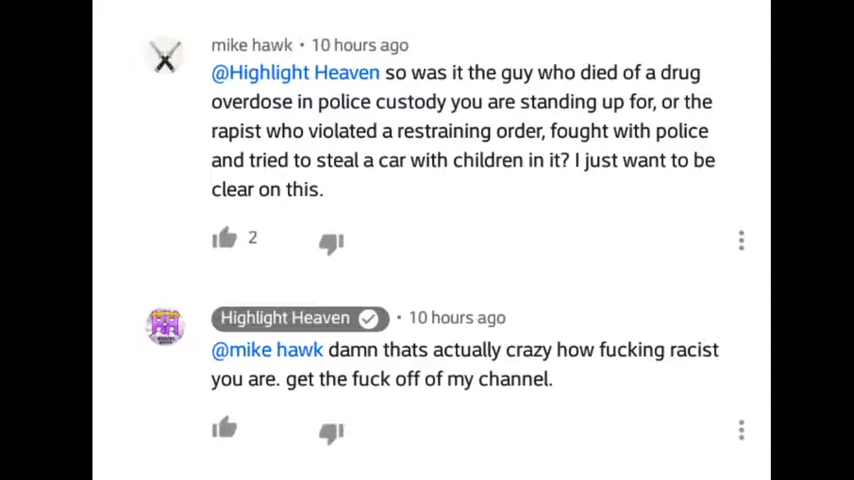 mike hawk • 10 hours ago
@Highlight Heaven so was it the guy who died of a drug
overdose in police custody you are standing up for, or the
rapist who violated a restraining order, fought with police
and tried to steal a car with children in it? I just want to be
clear on this.
2
Highlight Heaven • 10 hours ago
@mike hawk damn thats actually crazy how fucking racist
you are. get the fuck off of my channel.